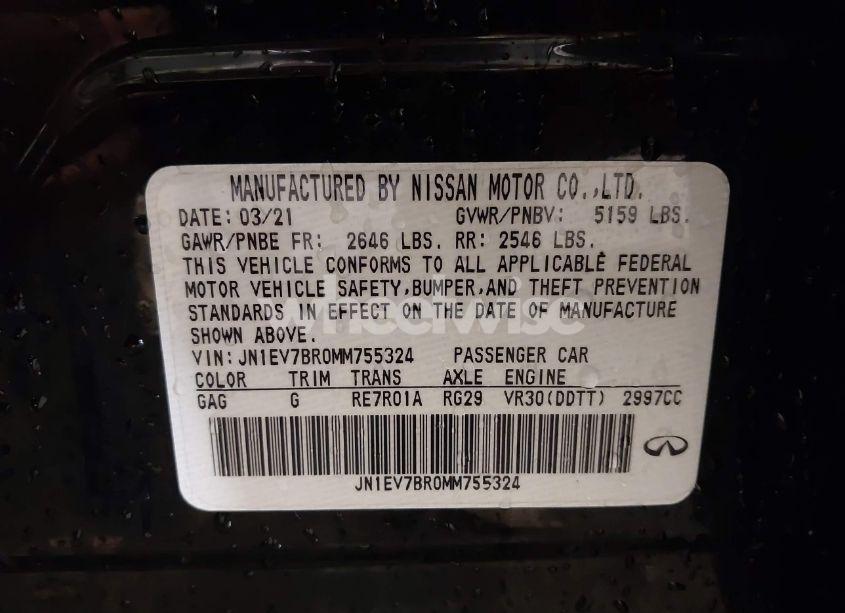 MANUFACTURED BY NISSAN MOTOR CO.,LTD.
DATE: 03/21 GVWR/PNBV: 5159 LBS.
GAWR/PNBE FR: 2646 LBS. RR: 2546 LBS.
THIS VEHICLE CONFORMS TO ALL APPLICABLE FEDERAL
MOTOR VEHICLE SAFETY,BUMPER,AND THEFT PREVENTION
STANDARDS IN EFFECT ON THE DATE OF MANUFACTURE
SHOWN ABOVE.
wheelwise
VIN: JN1EV7BR0MM755324 PASSENGER CAR
COLOR TRIM TRANS AXLE ENGINE
GAG G RE7R01A RG29 VR30(DDTT) 2997CC
JN1EV7BR0MM755324